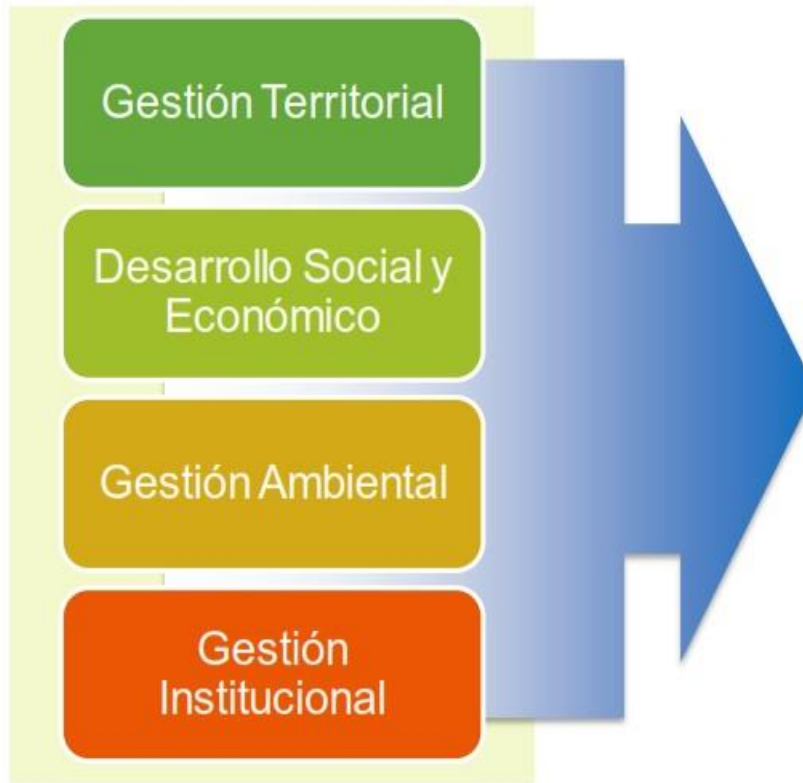 Gestión Territorial
Desarrollo Social y
Económico
Gestión Ambiental
Gestión
Institucional